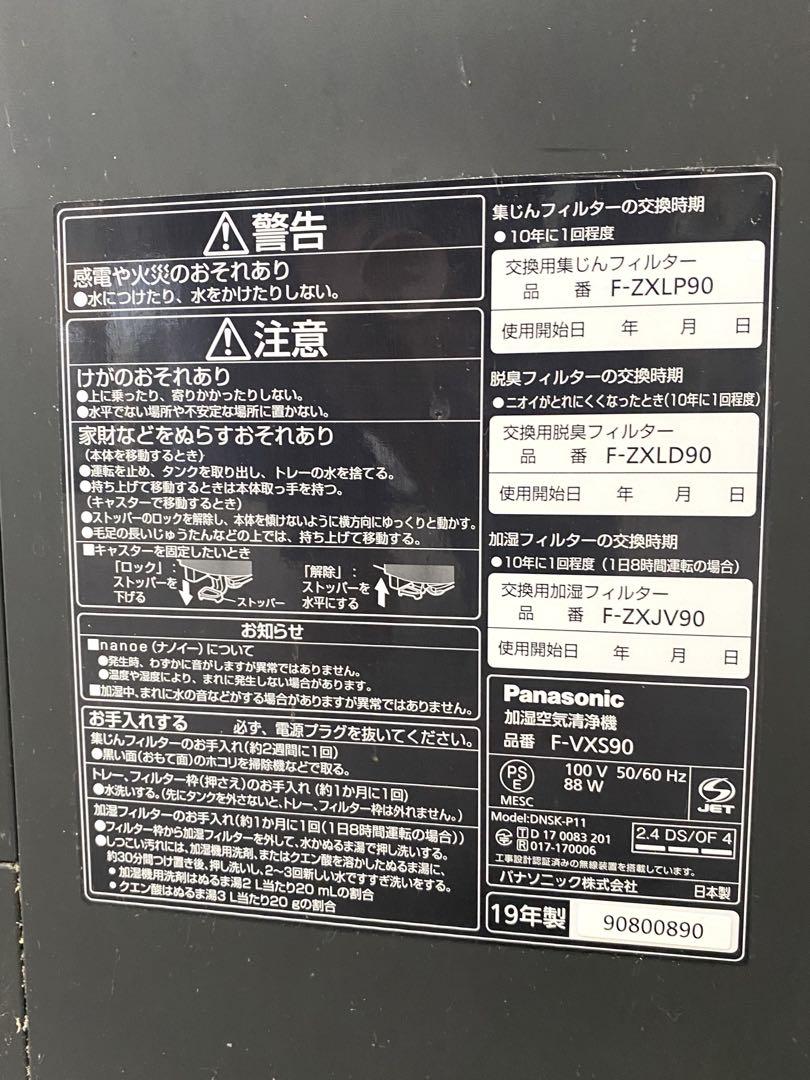 警告
感電や火災のおそれあり
●水につけたり、水をかけたりしない。
注意
けがのおそれあり
●上に乗ったり、寄りかかったりしない。
●水平でない場所や不安定な場所に置かない。
家財などをぬらすおそれあり
(本体を移動するとき)
●運転を止め、タンクを取り出し、トレーの水を捨てる。
●持ち上げて移動するときは本体取っ手を持つ。
(キャスターで移動するとき)
●ストッパーのロックを解除し、本体を傾けないように横方向にゆっくりと動かす。
●毛足の長いじゅうたんなどの上では、持ち上げて移動する。
■キャスターを固定したいとき
「ロック」:
ストッパーを
下げる
ストッパー
「解除」:
ストッパーを
水平にする
お知らせ
■nanoe(ナノイー)について
●発生時、わずかに音がしますが異常ではありません。
●温度や湿度により、まれに発生しない場合があります。
■加湿中、まれに水の音などがする場合がありますが異常ではありません。
お手入れする 必ず、電源プラグを抜いてください。
集じんフィルターのお手入れ(約2週間に1回)
●黒い面(おもて面)のホコリを掃除機などで取る。
トレー、フィルター枠(押さえ)のお手入れ(約1か月に1回)
●水洗いする。(先にタンクを外さないと、トレー、フィルター枠は外れません。)
加湿フィルターのお手入れ(約1か月に1回(1日8時間運転の場合))
●フィルター枠から加湿フィルターを外して、水かぬるま湯で押し洗いする。
●しつこい汚れには、加湿機用洗剤、またはクエン酸を溶かしたぬるま湯に、
約30分間つけ置き後、押し洗いし、2~3回新しい水ですすぎ洗いをする。
●加湿機用洗剤はぬるま湯2L当たり20mLの割合
●クエン酸はぬるま湯3L当たり20gの割合
集じんフィルターの交換時期
●10年に1回程度
交換用集じんフィルター
品 番 F-ZXLP90
使用開始日 年 月 日
脱臭フィルターの交換時期
●ニオイがとれにくくなったとき(10年に1回程度)
交換用脱臭フィルター
品 番 F-ZXLD90
使用開始日 年 月 日
加湿フィルターの交換時期
●10年に1回程度(1日8時間運転の場合)
交換用加湿フィルター
品 番 F-ZXJV90
使用開始日 年 月 日
Panasonic
加湿空気清浄機
品番 F-VXS90
PS
E
MESC
100V 50/60Hz
88W
JET
Model:DNSK-P11
T D 17 0083 201
R 017-170006
2.4 DS/OF 4
工事設計認証済みの無線装置を搭載しています。
パナソニック株式会社 日本製
19年製 90800890